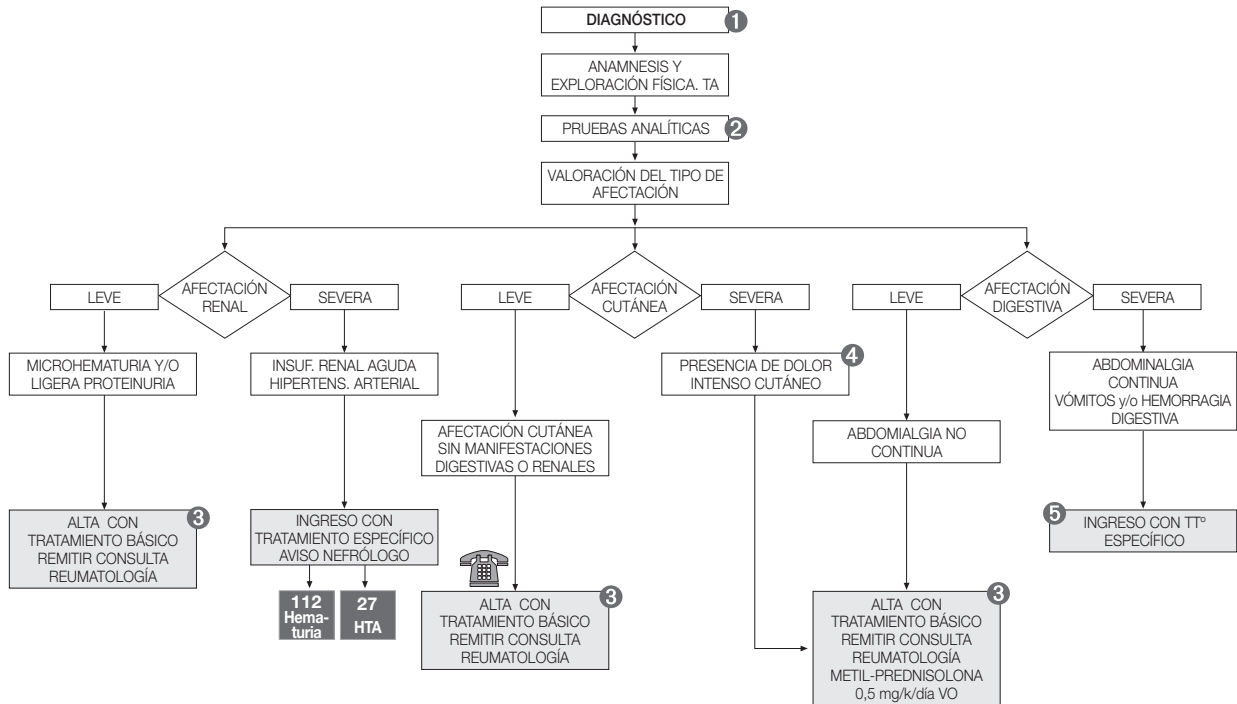 DIAGNÓSTICO 1
ANAMNESIS Y
EXPLORACIÓN FÍSICA. TA
PRUEBAS ANALÍTICAS 2
VALORACIÓN DEL TIPO DE
AFECTACIÓN
LEVE
AFECTACIÓN
RENAL
SEVERA
LEVE
AFECTACIÓN
CUTÁNEA
SEVERA
LEVE
AFECTACIÓN
DIGESTIVA
SEVERA
MICROHEMATURIA Y/O
LIGERA PROTEINURIA
INSUF. RENAL AGUDA
HIPERTENS. ARTERIAL
PRESENCIA DE DOLOR
INTENSO CUTÁNEO
4
ABDOMINALGIA
CONTINUA
VÓMITOS y/o HEMORRAGIA
DIGESTIVA
AFECTACIÓN CUTÁNEA
SIN MANIFESTACIONES
DIGESTIVAS O RENALES
ABDOMIALGIA NO
CONTINUA
ALTA CON
TRATAMIENTO BÁSICO
REMITIR CONSULTA
REUMATOLOGÍA
3
INGRESO CON
TRATAMIENTO ESPECÍFICO
AVISO NEFRÓLOGO
5
INGRESO CON TTº
ESPECÍFICO
112
Hema-
turia
27
HTA
ALTA CON
TRATAMIENTO BÁSICO
REMITIR CONSULTA
REUMATOLOGÍA
3
ALTA CON
TRATAMIENTO BÁSICO
REMITIR CONSULTA
REUMATOLOGÍA
METIL-PREDNISOLONA
0,5 mg/k/día VO
3